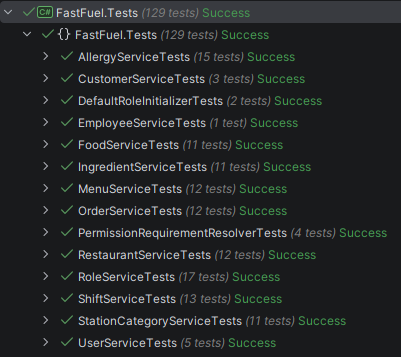 C# FastFuel.Tests (129 tests) Success
{} FastFuel.Tests (129 tests) Success
AllergyServiceTests (15 tests) Success
CustomerServiceTests (3 tests) Success
DefaultRoleInitializerTests (2 tests) Success
EmployeeServiceTests (1 test) Success
FoodServiceTests (11 tests) Success
IngredientServiceTests (11 tests) Success
MenuServiceTests (12 tests) Success
OrderServiceTests (12 tests) Success
PermissionRequirementResolverTests (4 tests) Success
RestaurantServiceTests (12 tests) Success
RoleServiceTests (17 tests) Success
ShiftServiceTests (13 tests) Success
StationCategoryServiceTests (11 tests) Success
UserServiceTests (5 tests) Success